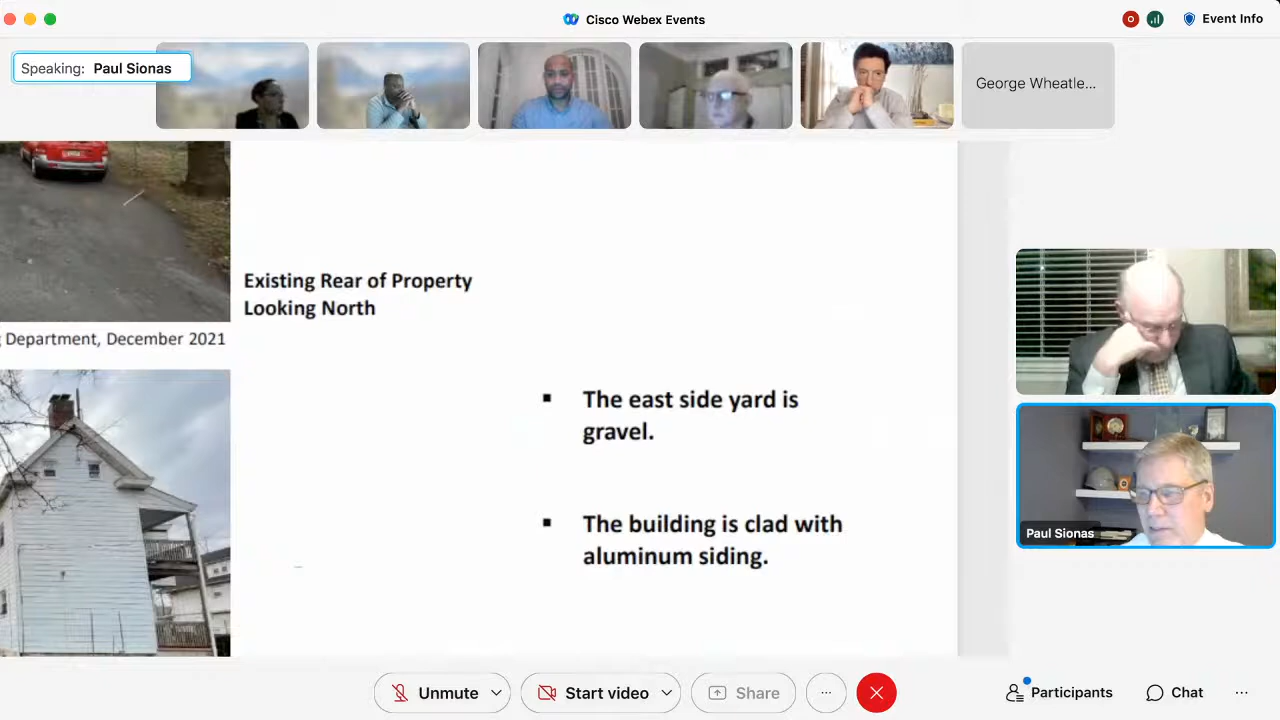 Cisco Webex Events
Event Info
Speaking: Paul Sionas
George Wheatle...
Existing Rear of Property
Looking North
Department, December 2021
The east side yard is
gravel.
The building is clad with
aluminum siding.
Paul Sionas
Unmute
Start video
Share
Participants
Chat